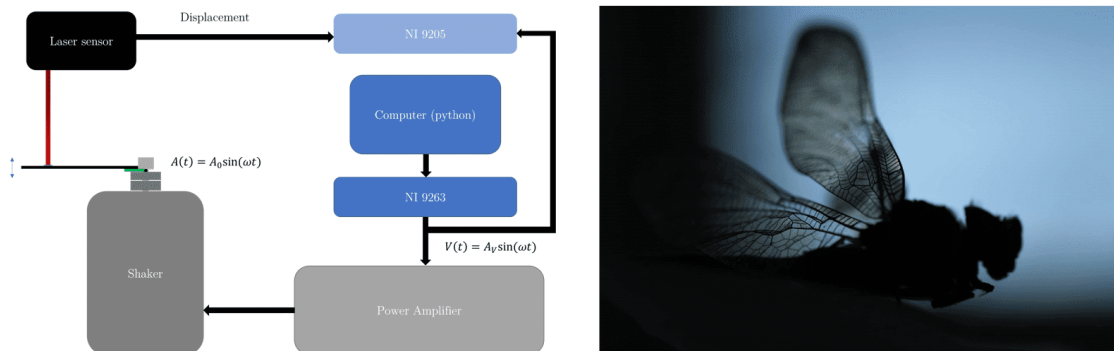 Displacement
Laser sensor
NI 9205
Computer (python)
A(t) = A₀sin(ωt)
NI 9263
V(t) = A_V sin(ωt)
Shaker
Power Amplifier